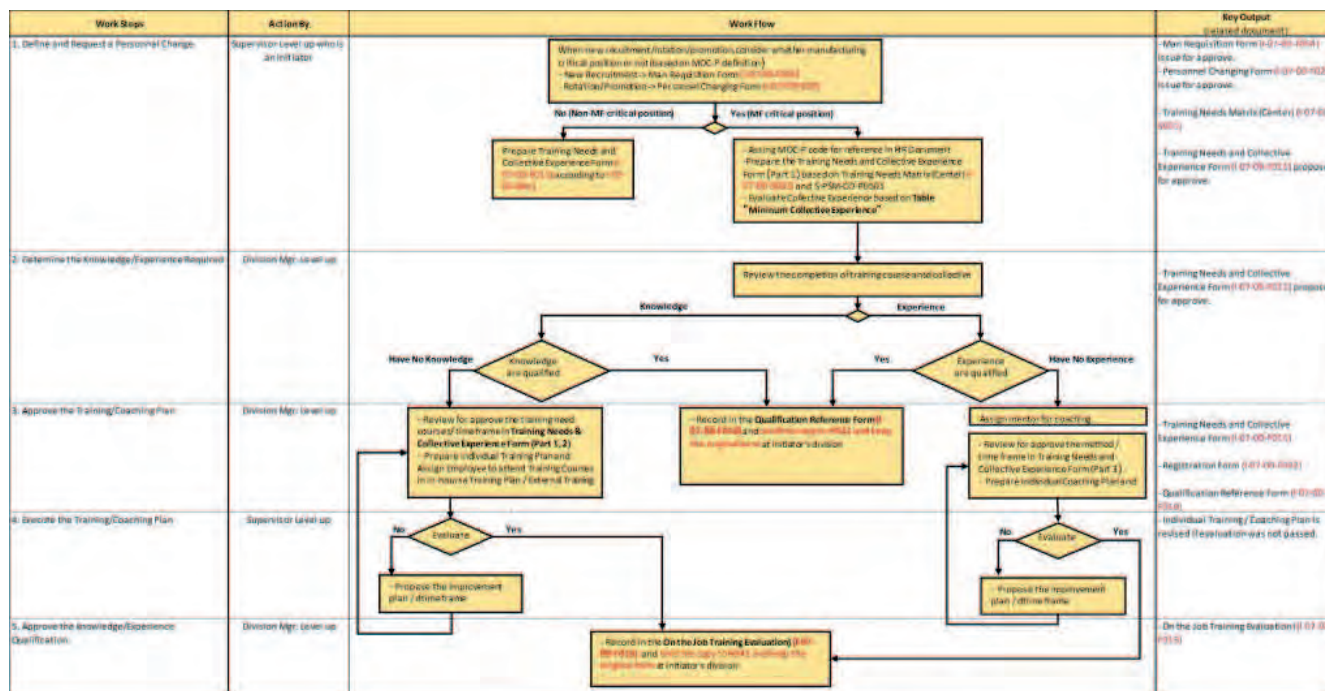 Work Steps
Action By
Work Flow
Key Output
(related document)
1. Define and Request a Personnel Change
Supervisor Level up who is
an initiator
When new recruitment/rotation/promotion, consider whether manufacturing
critical position or not (based on MOC-P definition)
- New Recruitment -> Man Requisition Form
- Rotation/Promotion -> Personnel Changing Form
No (Non-MF critical position)
Yes (MF critical position)
Prepare Training Needs and
Collective Experience Form
according to
- Assing MOC-P code for reference in HR Document
-Prepare the Training Needs and Collective Experience
Form (Part 1) based on Training Needs Matrix (Center)
and
- Evaluate Collective Experience based on Table
"Minimum Collective Experience"
- Man Requisition Form
issue for approve.
- Personnel Changing Form
issue for approve.
- Training Needs Matrix (Center)
- Training Needs and Collective
Experience Form
for approve.
2. Determine the Knowledge/Experience Required
Division Mgr. Level up
Review the completion of training course and collective
Knowledge
Experience
Have No Knowledge
Knowledge
are qualified
Yes
Yes
Experience
are qualified
Have No Experience
- Training Needs and Collective
Experience Form
for approve.
3. Approve the Training/Coaching Plan
Division Mgr. Level up
- Review for approve the training need
courses/ time frame in Training Needs &
Collective Experience Form (Part 1, 2)
- Prepare Individual Training Plan and
Assign Employee to attend Training Courses
in In-house Training Plan / External Training
- Record in the Qualification Reference Form
and
at initiator's division
Assign mentor for coaching
- Review for approve the method /
time frame in Training Needs and
Collective Experience Form (Part 3)
- Prepare Individual Coaching Plan and
- Training Needs and Collective
Experience Form
- Registration Form
- Qualification Reference Form
4. Execute the Training/Coaching Plan
Supervisor Level up
No
Evaluate
Yes
- Propose the improvement
plan / dtimeframe
No
Evaluate
Yes
- Propose the improvement
plan / dtimeframe
- Individual Training / Coaching Plan is
revised if evaluation was not passed.
5. Approve the Knowledge/Experience
Qualification
Division Mgr. Level up
- Record in the On the Job Training Evaluation)
and
at initiator's division
- On the Job Training Evaluation